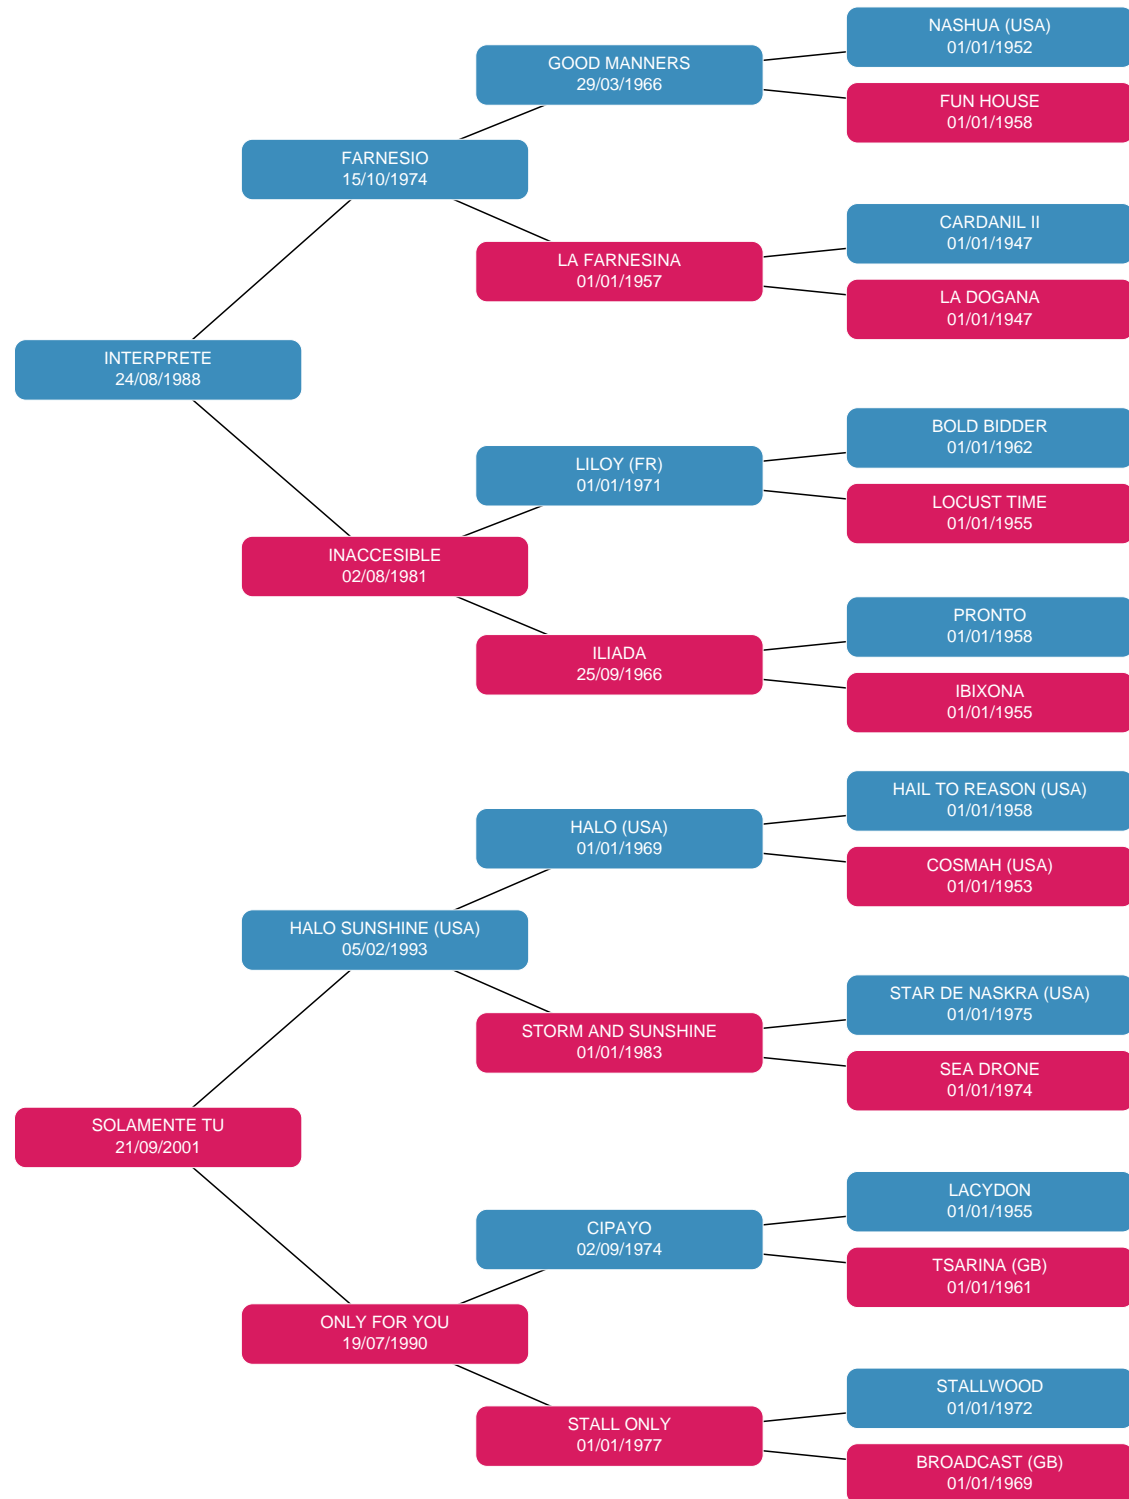 NASHUA (USA)
01/01/1952
GOOD MANNERS
29/03/1966
FUN HOUSE
01/01/1958
FARNESIO
15/10/1974
CARDANIL II
01/01/1947
LA FARNESINA
01/01/1957
LA DOGANA
01/01/1947
INTERPRETE
24/08/1988
BOLD BIDDER
01/01/1962
LILOY (FR)
01/01/1971
LOCUST TIME
01/01/1955
INACCESIBLE
02/08/1981
PRONTO
01/01/1958
ILIADA
25/09/1966
IBIXONA
01/01/1955
HAIL TO REASON (USA)
01/01/1958
HALO (USA)
01/01/1969
COSMAH (USA)
01/01/1953
HALO SUNSHINE (USA)
05/02/1993
STAR DE NASKRA (USA)
01/01/1975
STORM AND SUNSHINE
01/01/1983
SEA DRONE
01/01/1974
SOLAMENTE TU
21/09/2001
LACYDON
01/01/1955
CIPAYO
02/09/1974
TSARINA (GB)
01/01/1961
ONLY FOR YOU
19/07/1990
STALLWOOD
01/01/1972
STALL ONLY
01/01/1977
BROADCAST (GB)
01/01/1969